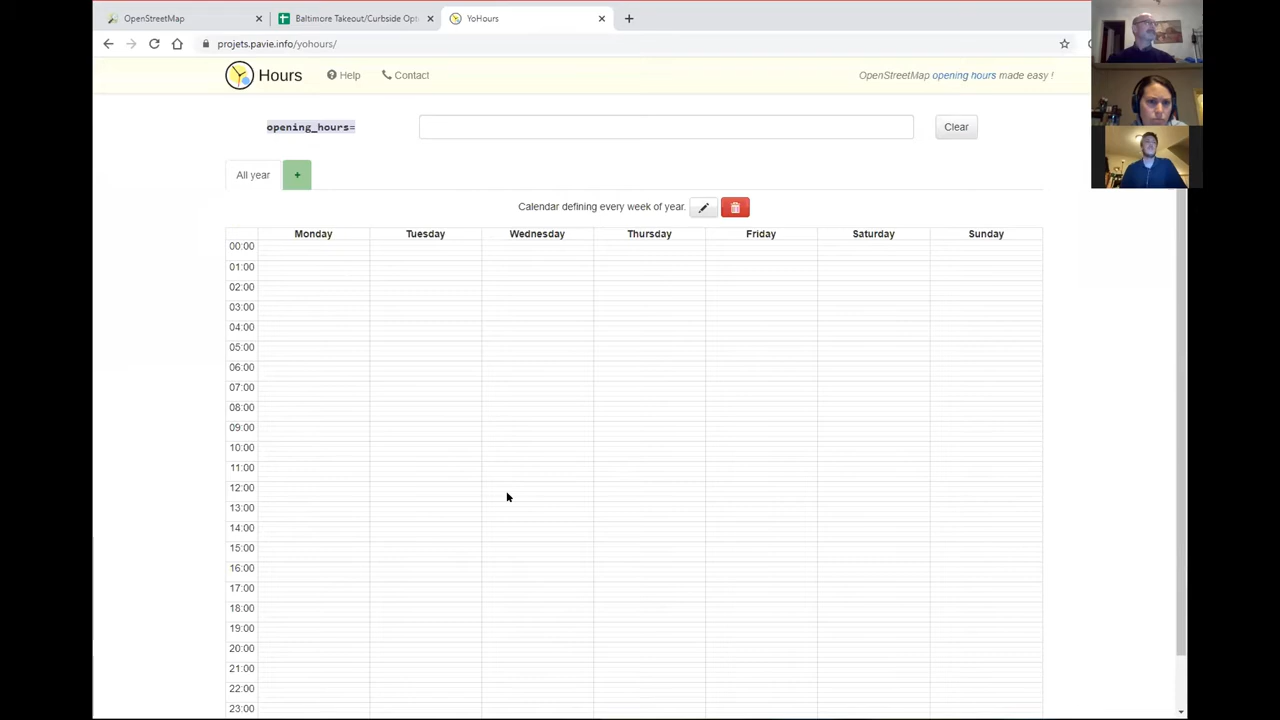 OpenStreetMap
Baltimore Takeout/Curbside Opt
YoHours
projets.pavie.info/yohours/
Hours
Help
Contact
OpenStreetMap opening hours made easy !
opening_hours=
Clear
All year
+
Calendar defining every week of year.
Monday Tuesday Wednesday Thursday Friday Saturday Sunday
00:00
01:00
02:00
03:00
04:00
05:00
06:00
07:00
08:00
09:00
10:00
11:00
12:00
13:00
14:00
15:00
16:00
17:00
18:00
19:00
20:00
21:00
22:00
23:00